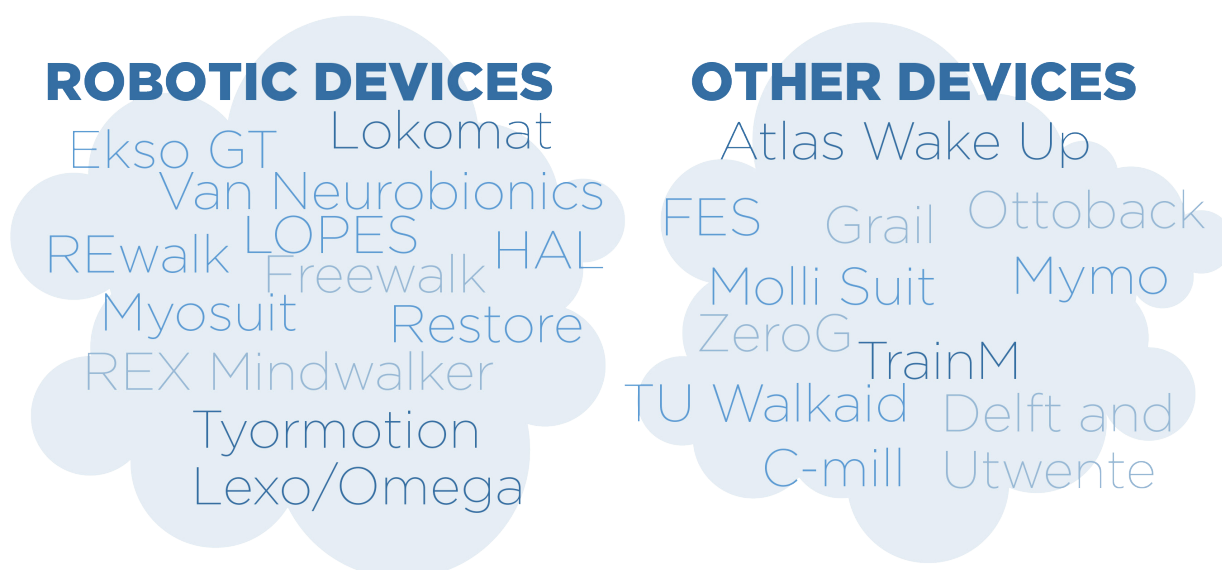 ROBOTIC DEVICES
Lokomat
Ekso GT
Van Neurobionics
LOPES
REwalk
HAL
Freewalk
Myosuit
Restore
REX Mindwalker
Tyormotion
Lexo/Omega
OTHER DEVICES
Atlas Wake Up
FES
Grail
Ottoback
Molli Suit
Mymo
ZeroG
TrainM
TU Walkaid
Delft and
C-mill
Utwente